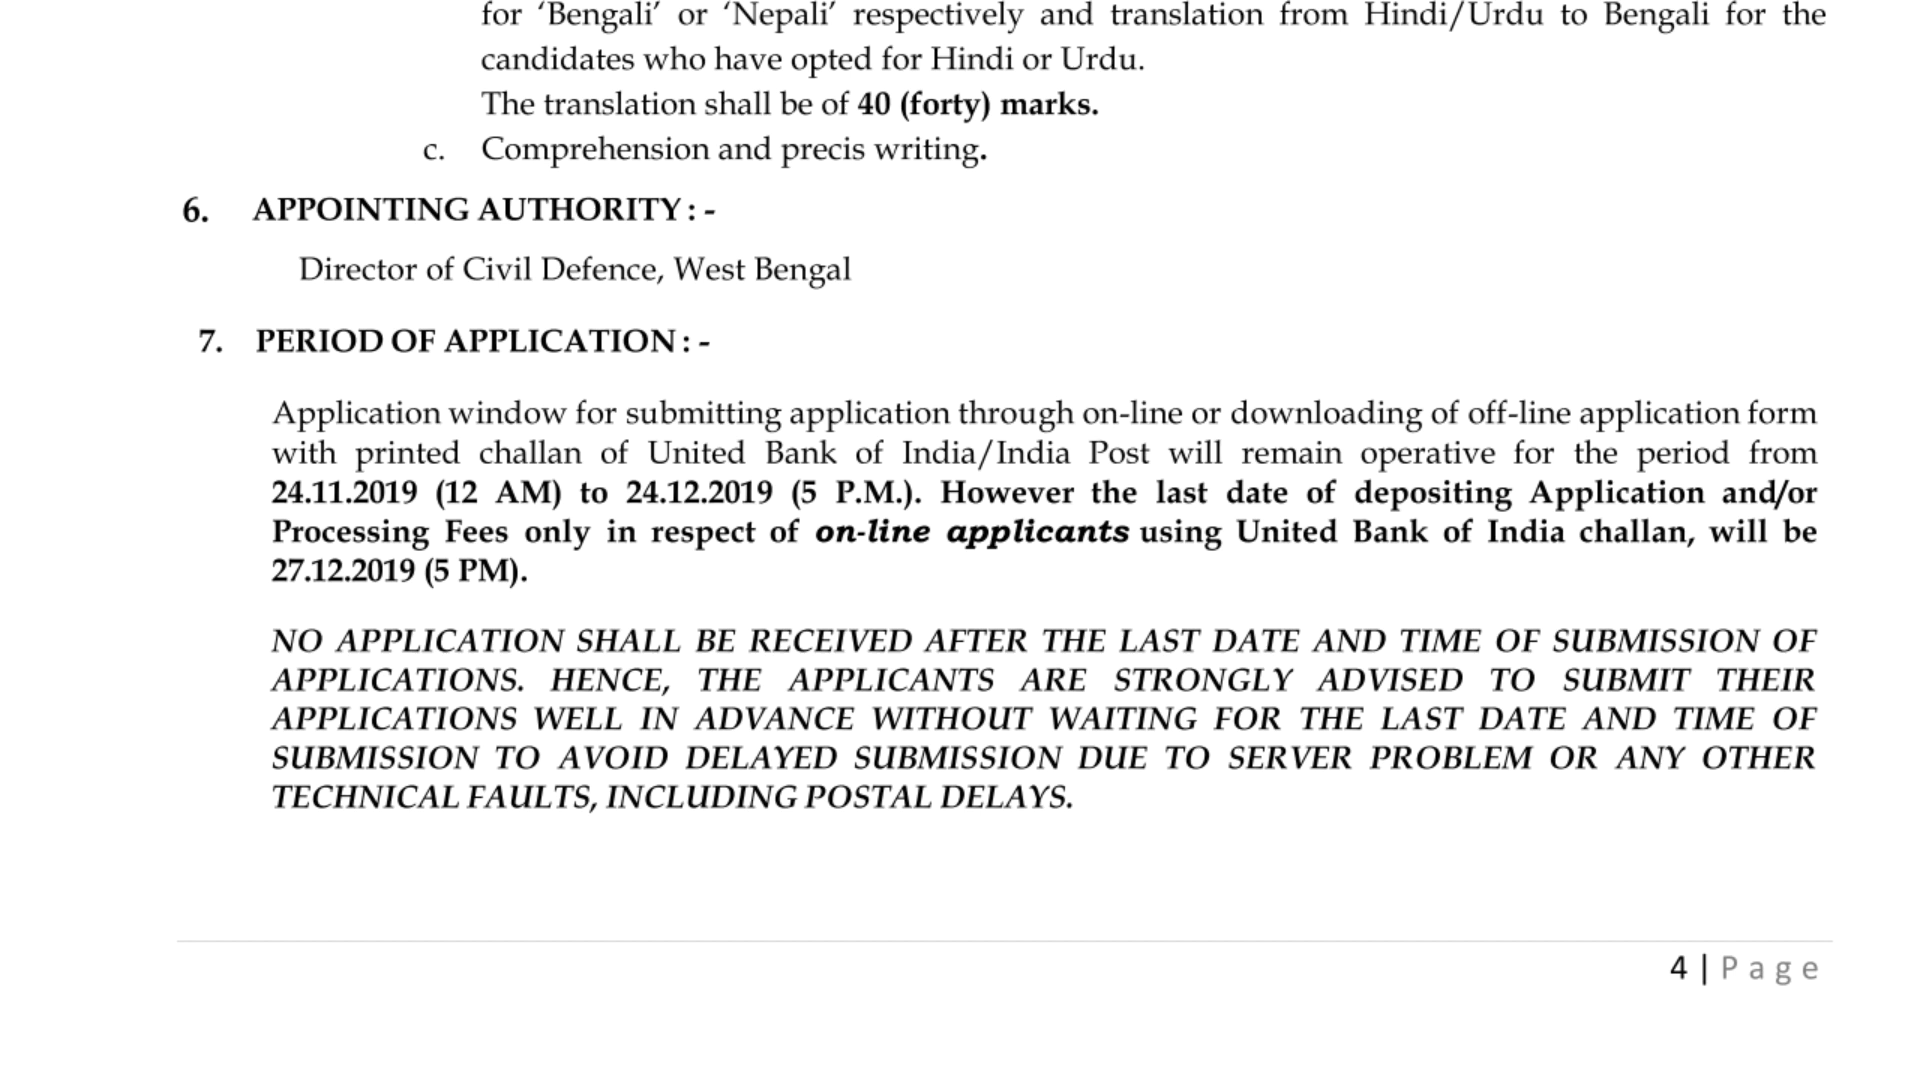 for ‘Bengali’ or ‘Nepali’ respectively and translation from Hindi/Urdu to Bengali for the
candidates who have opted for Hindi or Urdu.
The translation shall be of 40 (forty) marks.
c. Comprehension and precis writing.
6. APPOINTING AUTHORITY : -
Director of Civil Defence, West Bengal
7. PERIOD OF APPLICATION : -
Application window for submitting application through on-line or downloading of off-line application form
with printed challan of United Bank of India/India Post will remain operative for the period from
24.11.2019 (12 AM) to 24.12.2019 (5 P.M.). However the last date of depositing Application and/or
Processing Fees only in respect of on-line applicants using United Bank of India challan, will be
27.12.2019 (5 PM).
NO APPLICATION SHALL BE RECEIVED AFTER THE LAST DATE AND TIME OF SUBMISSION OF
APPLICATIONS. HENCE, THE APPLICANTS ARE STRONGLY ADVISED TO SUBMIT THEIR
APPLICATIONS WELL IN ADVANCE WITHOUT WAITING FOR THE LAST DATE AND TIME OF
SUBMISSION TO AVOID DELAYED SUBMISSION DUE TO SERVER PROBLEM OR ANY OTHER
TECHNICAL FAULTS, INCLUDING POSTAL DELAYS.
4 | P a g e